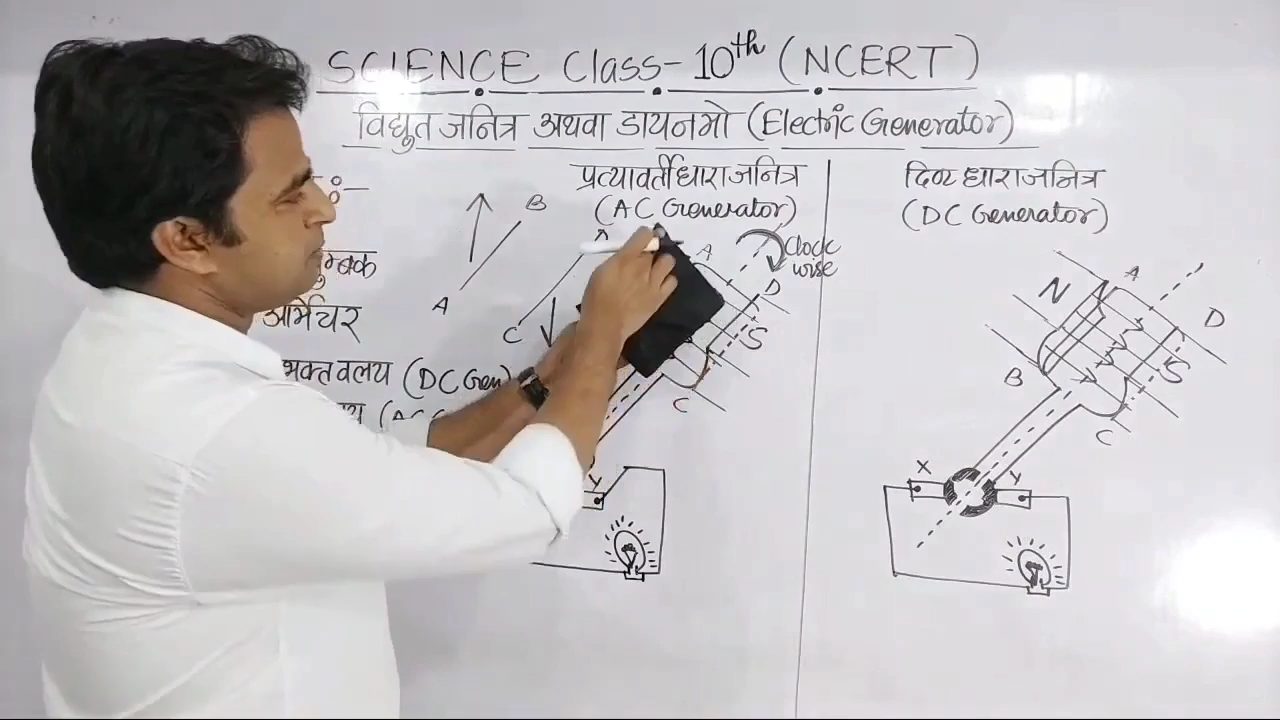 SCIENCE Class- 10th (NCERT)
विद्युत जनित्र अथवा डायनमो (Electric Generator)
प्रत्यावर्ती धारा जनित्र
(AC Generator)
दिष्ट धारा जनित्र
(DC Generator)
आर्मेचर
(DC Gen)
B
A
C
A
Clock
wise
D
S
C
Y
N
A
D
B
S
C
X
Y